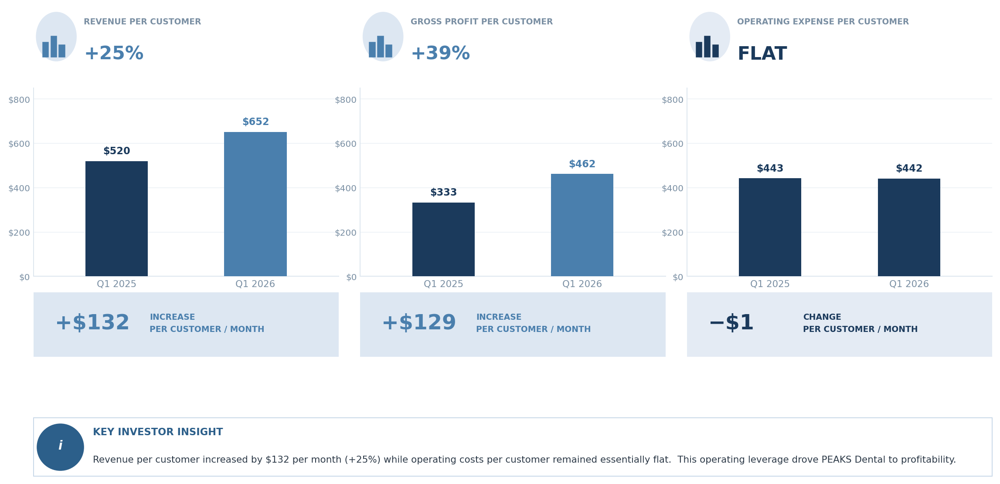 REVENUE PER CUSTOMER
+25%
$800
$600
$400
$200
$0
$520
$652
Q1 2025
Q1 2026
+$132
INCREASE
PER CUSTOMER / MONTH
GROSS PROFIT PER CUSTOMER
+39%
$800
$600
$400
$200
$0
$333
$462
Q1 2025
Q1 2026
+$129
INCREASE
PER CUSTOMER / MONTH
OPERATING EXPENSE PER CUSTOMER
FLAT
$800
$600
$400
$200
$0
$443
$442
Q1 2025
Q1 2026
−$1
CHANGE
PER CUSTOMER / MONTH
i
KEY INVESTOR INSIGHT
Revenue per customer increased by $132 per month (+25%) while operating costs per customer remained essentially flat.  This operating leverage drove PEAKS Dental to profitability.